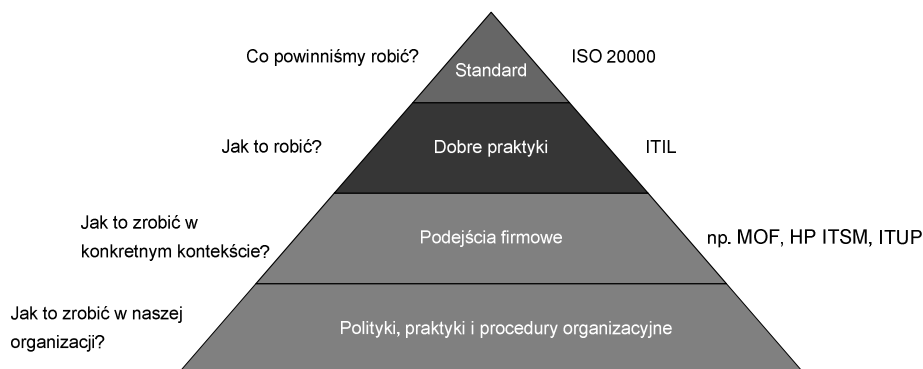 Co powinniśmy robić?
Standard
ISO 20000
Jak to robić?
Dobre praktyki
ITIL
Jak to zrobić w
konkretnym kontekście?
Podejścia firmowe
np. MOF, HP ITSM, ITUP
Jak to zrobić w naszej
organizacji?
Polityki, praktyki i procedury organizacyjne